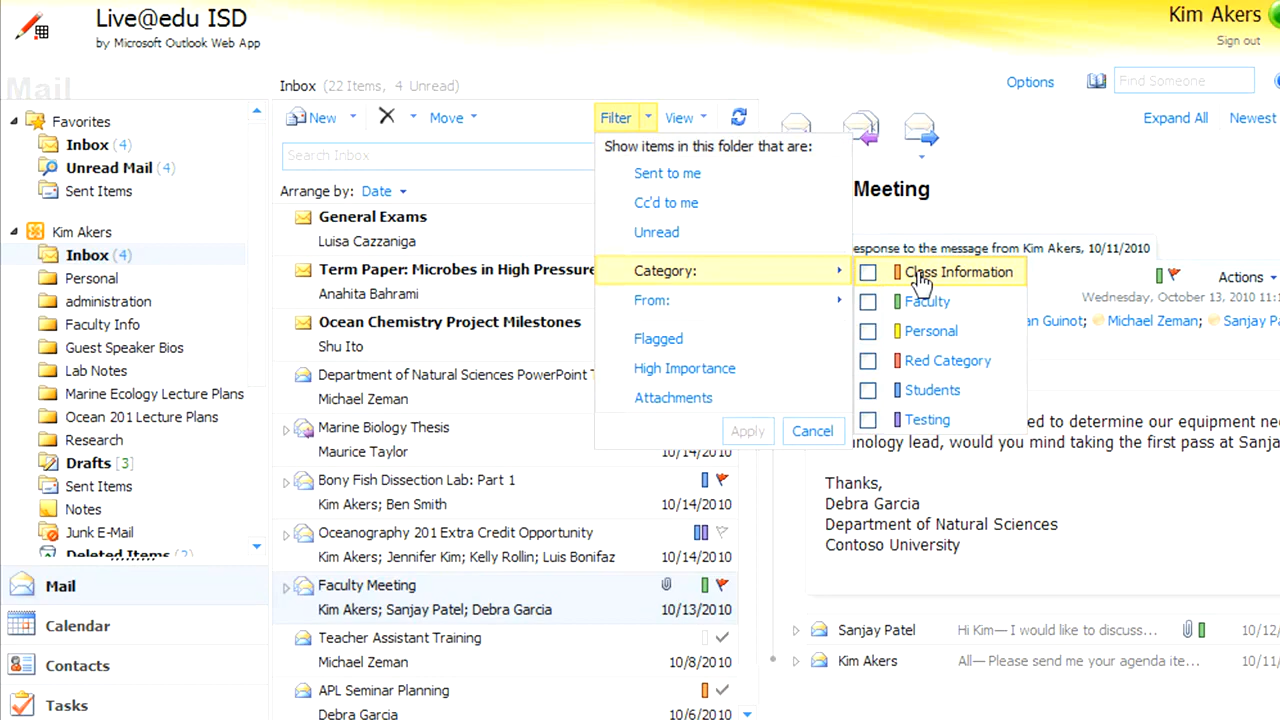 Live@edu ISD
by Microsoft Outlook Web App
Kim Akers
Sign out
Mail
Inbox (22 Items, 4 Unread)
Options
Find Someone
New
Move
Filter
View
Expand All
Newest
Search Inbox
Arrange by: Date
Favorites
Inbox (4)
Unread Mail (4)
Sent Items
Kim Akers
Inbox (4)
Personal
administration
Faculty Info
Guest Speaker Bios
Lab Notes
Marine Ecology Lecture Plans
Ocean 201 Lecture Plans
Research
Drafts [3]
Sent Items
Notes
Junk E-Mail
Deleted Items (2)
Mail
Calendar
Contacts
Tasks
General Exams
Luisa Cazzaniga
Term Paper: Microbes in High Pressure
Anahita Bahrami
Ocean Chemistry Project Milestones
Shu Ito
Department of Natural Sciences PowerPoint T
Michael Zeman
Marine Biology Thesis
Maurice Taylor 10/14/2010
Bony Fish Dissection Lab: Part 1
Kim Akers; Ben Smith 10/14/2010
Oceanography 201 Extra Credit Opportunity
Kim Akers; Jennifer Kim; Kelly Rollin; Luis Bonifaz 10/14/2010
Faculty Meeting
Kim Akers; Sanjay Patel; Debra Garcia 10/13/2010
Teacher Assistant Training
Michael Zeman 10/8/2010
APL Seminar Planning
Debra Garcia 10/6/2010
Show items in this folder that are:
Sent to me
Cc'd to me
Unread
Category:
From:
Flagged
High Importance
Attachments
Apply Cancel
Class Information
Faculty
Personal
Red Category
Students
Testing
Meeting
esponse to the message from Kim Akers, 10/11/2010
Actions
Wednesday, October 13, 2010 11:1
an Guinot; Michael Zeman; Sanjay Pa
ed to determine our equipment nee
nology lead, would you mind taking the first pass at Sanja
Thanks,
Debra Garcia
Department of Natural Sciences
Contoso University
Sanjay Patel Hi Kim— I would like to discuss... 10/12/
Kim Akers All— Please send me your agenda ite... 10/11/